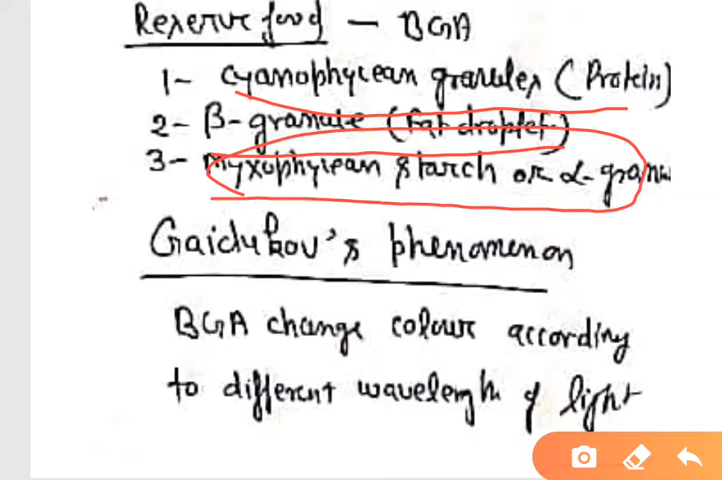 Reserve food - BGA
1- Cyanophycean granules (Protein)
2- β-granule (Fat droplet)
3- Myxophycean starch or α-granu
Gaidukov's phenomenon
BGA change colour according
to different wavelength of light